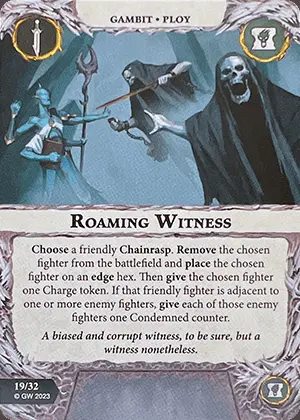 GAMBIT • PLOY
ROAMING WITNESS
Choose a friendly Chainrasp. Remove the chosen
fighter from the battlefield and place the chosen
fighter on an edge hex. Then give the chosen fighter
one Charge token. If that friendly fighter is adjacent to
one or more enemy fighters, give each of those enemy
fighters one Condemned counter.
A biased and corrupt witness, to be sure, but a
witness nonetheless.
19/32
© GW 2023